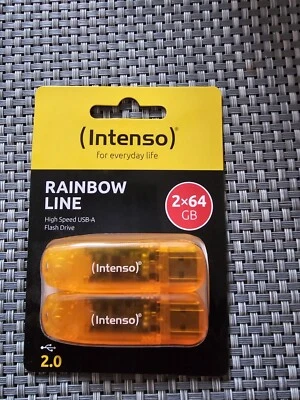 (Intenso)®
for everyday life
RAINBOW
LINE
2×64
GB
High Speed USB-A
Flash Drive
(Intenso)
(Intenso)
2.0